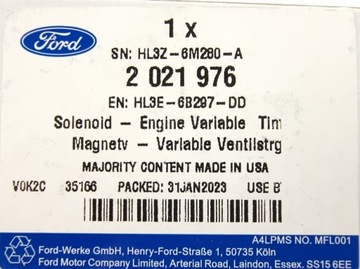 1 x
Ford
SN: HL3Z-6M280-A
2 021 976
EN: HL3E-6B297-DD
Solenoid - Engine Variable Tim
Magnetv - Variable Ventilstrg
MAJORITY CONTENT MADE IN USA
V0K2C 35166 PACKED: 31JAN2023 USE B
A4LPMS NO. MFL001
Ford-Werke GmbH, Henry-Ford-Straße 1, 50735 Köln
Ford Motor Company Limited, Arterial Road, Laindon, Essex. SS15 6EE